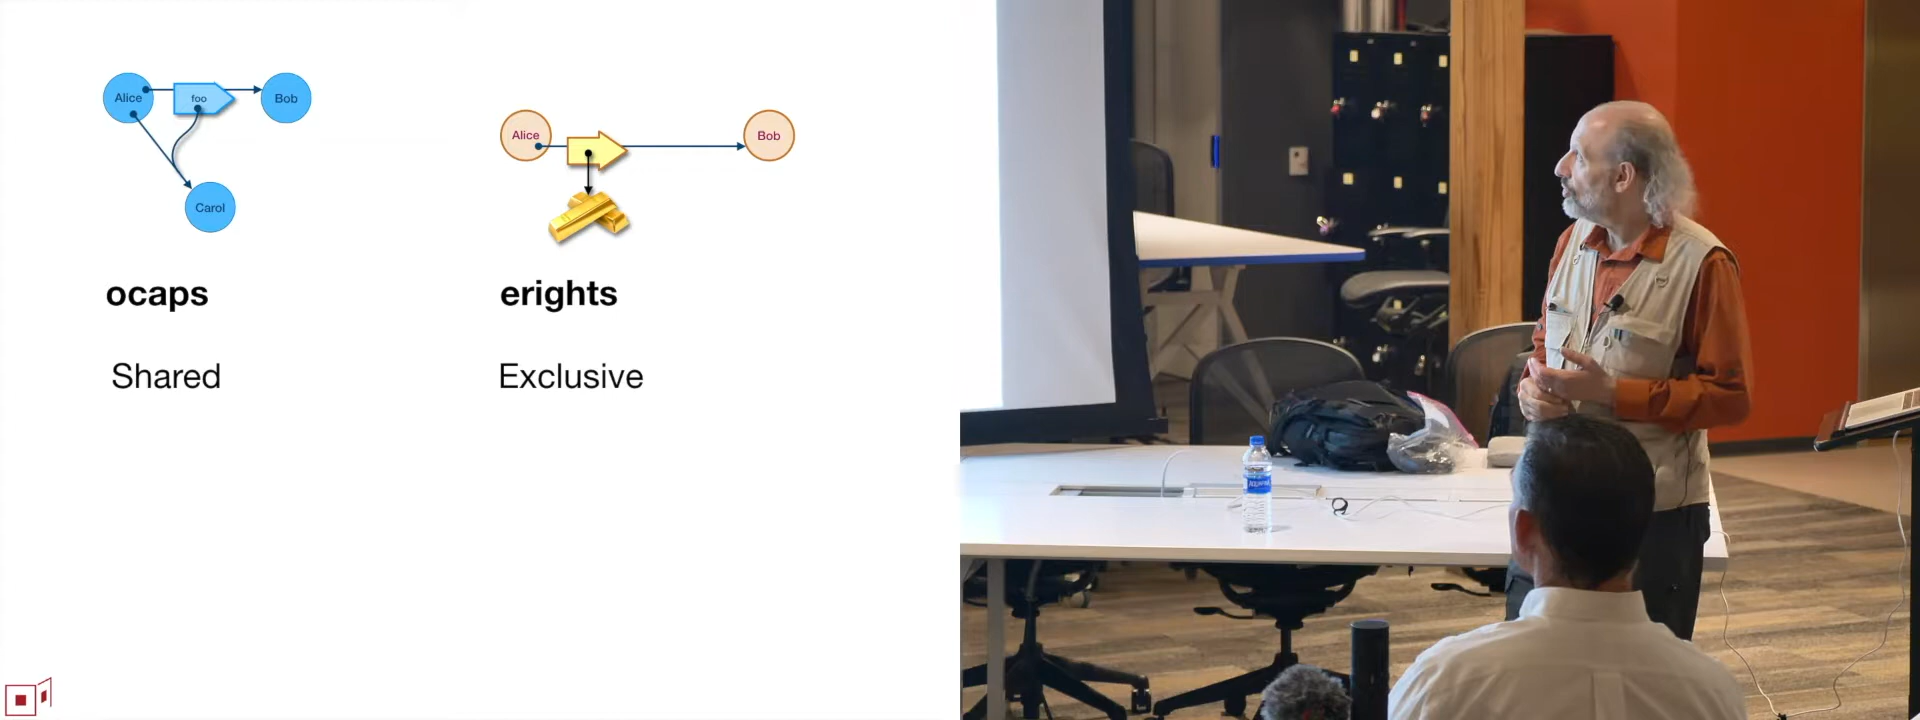 Alice
foo
Bob
Carol
ocaps
Shared
Alice
Bob
erights
Exclusive